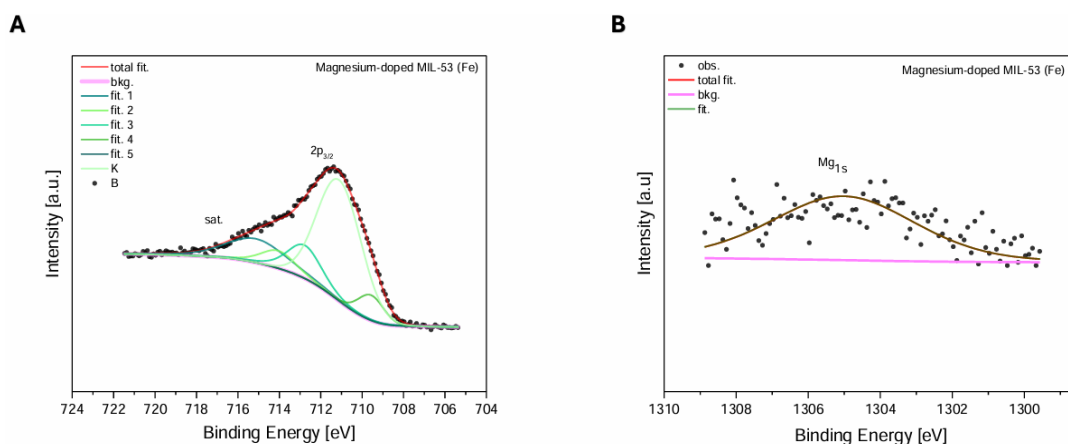 A
total fit.
bkg.
fit. 1
fit. 2
fit. 3
fit. 4
fit. 5
K
B
Magnesium-doped MIL-53 (Fe)
2p3/2
sat.
Intensity [a.u.]
724 722 720 718 716 714 712 710 708 706 704
Binding Energy [eV]
B
obs.
total fit.
bkg.
fit.
Magnesium-doped MIL-53 (Fe)
Mg1s
Intensity [a.u]
1310 1308 1306 1304 1302 1300
Binding Energy [eV]